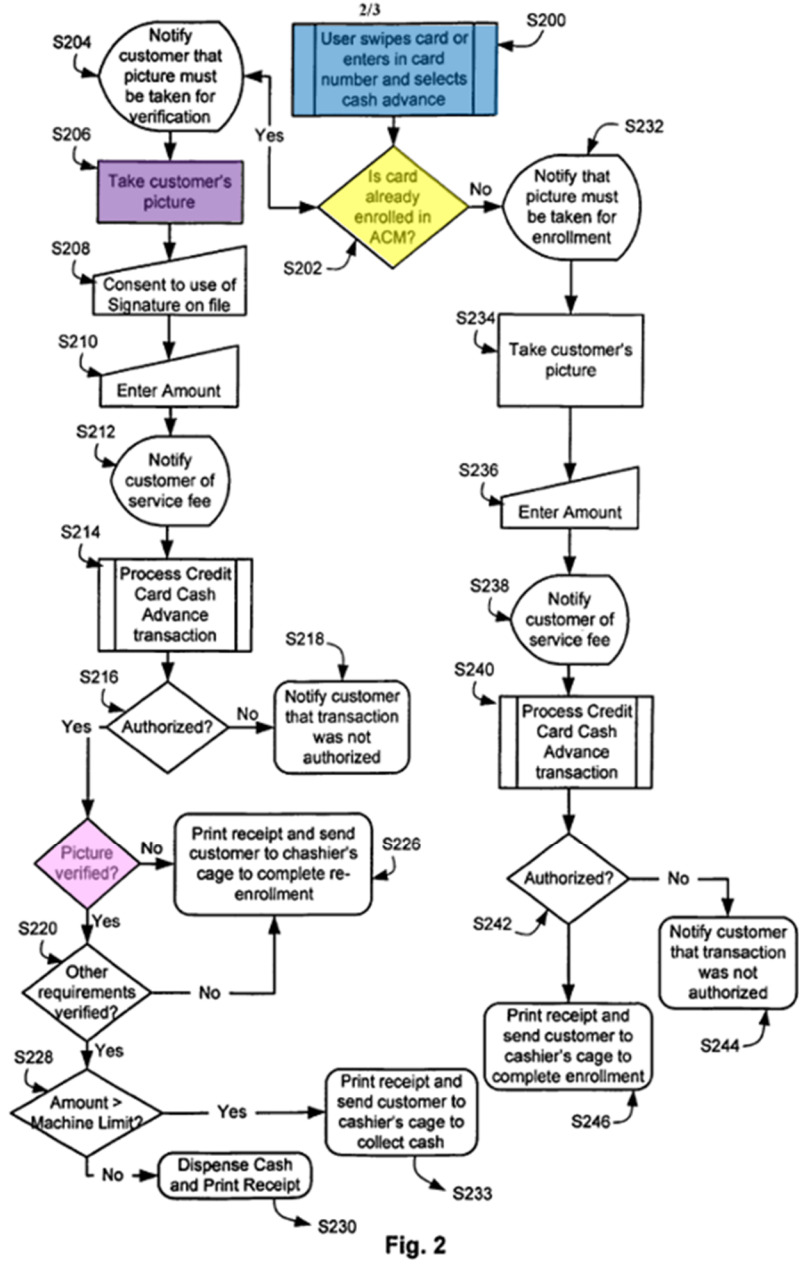 2/3
S200
User swipes card or
enters in card
number and selects
cash advance
S204
Notify
customer that
picture must
be taken for
verification
Yes
S206
Take customer's
picture
Is card
already
enrolled in
ACM?
S202
No
S232
Notify that
picture must
be taken for
enrollment
S208
Consent to use of
Signature on file
S210
Enter Amount
S212
Notify
customer of
service fee
S214
Process Credit
Card Cash
Advance
transaction
S216
Authorized?
Yes
No
S218
Notify customer
that transaction
was not
authorized
Picture
verified?
No
Print receipt and send
customer to chashier's
cage to complete re-
enrollment
S226
Yes
S220
Other
requirements
verified?
No
Yes
S228
Amount >
Machine Limit?
Yes
Print receipt and
send customer to
cashier's cage to
collect cash
S233
No
Dispense Cash
and Print Receipt
S230
S234
Take customer's
picture
S236
Enter Amount
S238
Notify
customer of
service fee
S240
Process Credit
Card Cash
Advance
transaction
Authorized?
S242
No
Notify customer
that transaction
was not
authorized
S244
Print receipt and
send customer to
cashier's cage to
complete enrollment
S246
Fig. 2